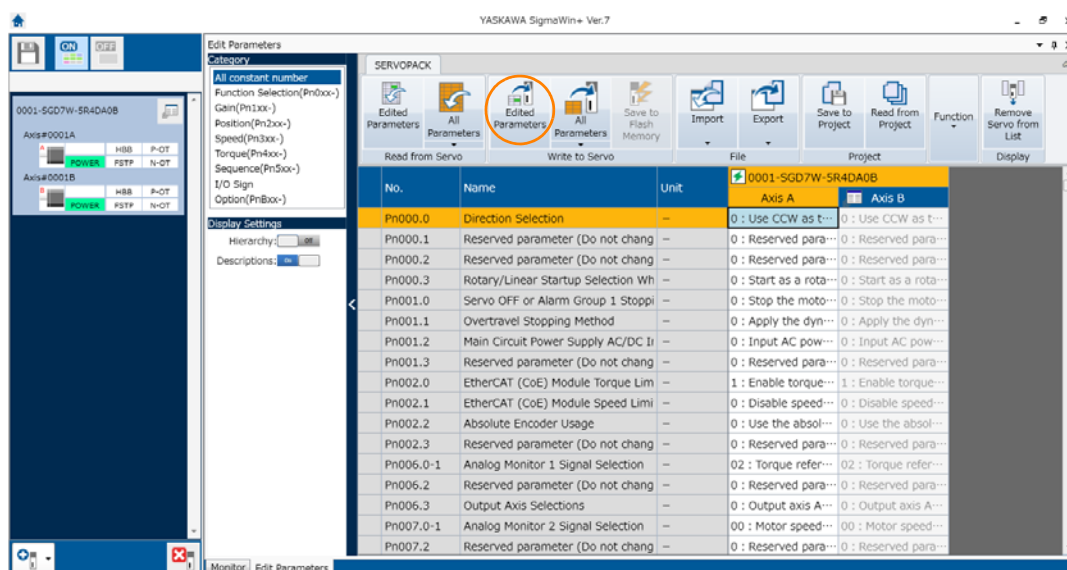 YASKAWA SigmaWin+ Ver.7
ON
OFF
0001-SGD7W-5R4DA0B
Axis#0001A
A
HBB P-OT
POWER FSTP N-OT
Axis#0001B
B
HBB P-OT
POWER FSTP N-OT
Edit Parameters
Category
All constant number
Function Selection(Pn0xx-)
Gain(Pn1xx-)
Position(Pn2xx-)
Speed(Pn3xx-)
Torque(Pn4xx-)
Sequence(Pn5xx-)
I/O Sign
Option(PnBxx-)
Display Settings
Hierarchy: Off
Descriptions: On
SERVOPACK
Edited Parameters
All Parameters
Read from Servo
Edited Parameters
All Parameters
Save to Flash Memory
Write to Servo
Import
Export
File
Save to Project
Read from Project
Project
Function
Remove Servo from List
Display
No. Name Unit 0001-SGD7W-5R4DA0B
Axis A Axis B
Pn000.0 Direction Selection — 0 : Use CCW as t··· 0 : Use CCW as t···
Pn000.1 Reserved parameter (Do not chang — 0 : Reserved para··· 0 : Reserved para···
Pn000.2 Reserved parameter (Do not chang — 0 : Reserved para··· 0 : Reserved para···
Pn000.3 Rotary/Linear Startup Selection Wh — 0 : Start as a rota··· 0 : Start as a rota···
Pn001.0 Servo OFF or Alarm Group 1 Stoppi — 0 : Stop the moto··· 0 : Stop the moto···
Pn001.1 Overtravel Stopping Method — 0 : Apply the dyn··· 0 : Apply the dyn···
Pn001.2 Main Circuit Power Supply AC/DC I — 0 : Input AC pow··· 0 : Input AC pow···
Pn001.3 Reserved parameter (Do not chang — 0 : Reserved para··· 0 : Reserved para···
Pn002.0 EtherCAT (CoE) Module Torque Lim — 1 : Enable torque··· 1 : Enable torque···
Pn002.1 EtherCAT (CoE) Module Speed Limi — 0 : Disable speed··· 0 : Disable speed···
Pn002.2 Absolute Encoder Usage — 0 : Use the absol··· 0 : Use the absol···
Pn002.3 Reserved parameter (Do not chang — 0 : Reserved para··· 0 : Reserved para···
Pn006.0-1 Analog Monitor 1 Signal Selection — 02 : Torque refer··· 02 : Torque refer···
Pn006.2 Reserved parameter (Do not chang — 0 : Reserved para··· 0 : Reserved para···
Pn006.3 Output Axis Selections — 0 : Output axis A··· 0 : Output axis A···
Pn007.0-1 Analog Monitor 2 Signal Selection — 00 : Motor speed··· 00 : Motor speed···
Pn007.2 Reserved parameter (Do not chang — 0 : Reserved para··· 0 : Reserved para···
Monitor Edit Parameters